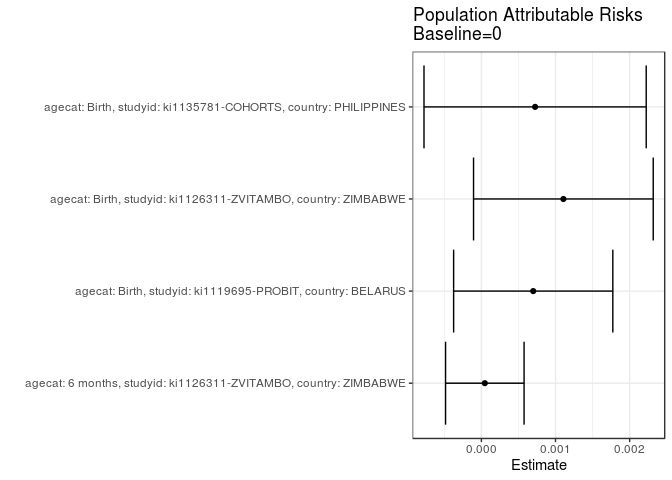 Population Attributable Risks
Baseline=0
agecat: Birth, studyid: ki1135781-COHORTS, country: PHILIPPINES
agecat: Birth, studyid: ki1126311-ZVITAMBO, country: ZIMBABWE
agecat: Birth, studyid: ki1119695-PROBIT, country: BELARUS
agecat: 6 months, studyid: ki1126311-ZVITAMBO, country: ZIMBABWE
0.000 0.001 0.002
Estimate